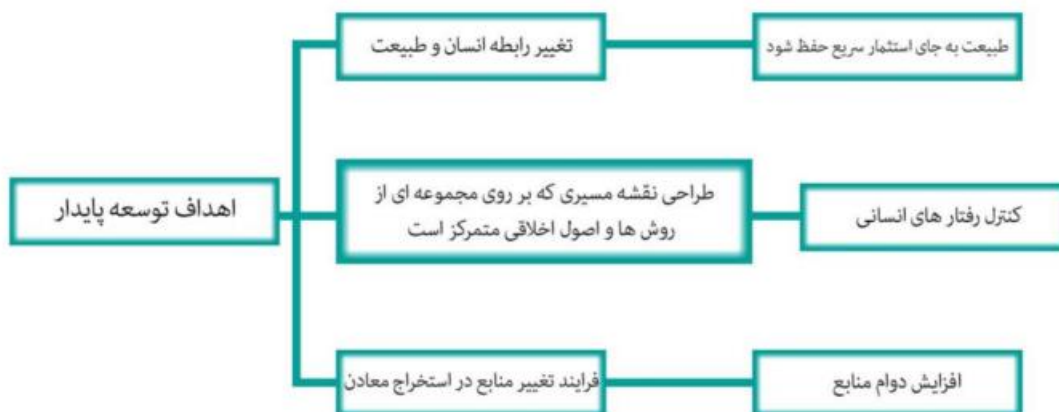 اهداف توسعه پایدار
تغییر رابطه انسان و طبیعت
طبیعت به جای استثمار سریع حفظ شود
طراحی نقشه مسیری که بر روی مجموعه ای از
روش ها و اصول اخلاقی متمرکز است
کنترل رفتار های انسانی
فرایند تغییر منابع در استخراج معادن
افزایش دوام منابع